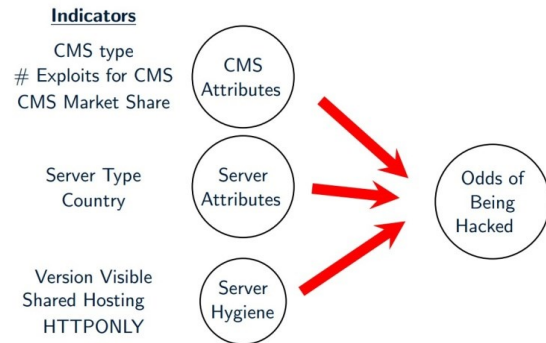 Indicators
CMS type
# Exploits for CMS
CMS Market Share
CMS
Attributes
Server Type
Country
Server
Attributes
Odds of
Being
Hacked
Version Visible
Shared Hosting
HTTPONLY
Server
Hygiene